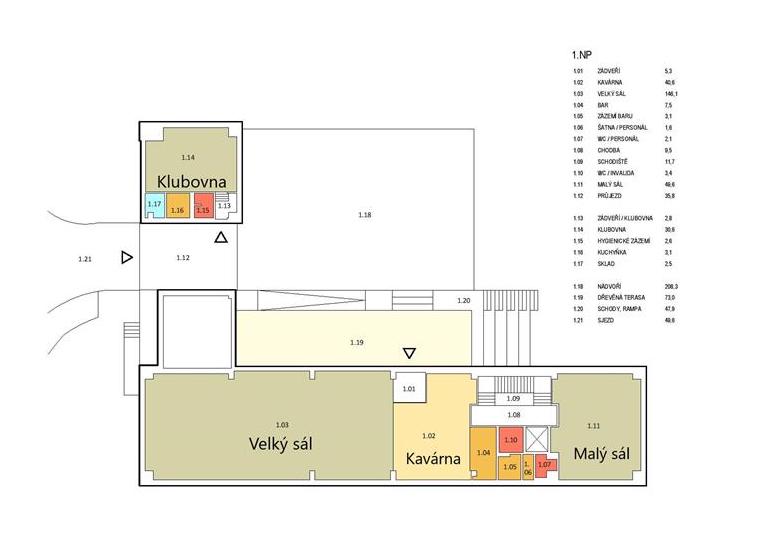 1.NP
1.01 ZÁDVEŘÍ 5,3
1.02 KAVÁRNA 40,6
1.03 VELKÝ SÁL 146,1
1.04 BAR 7,5
1.05 ZÁZEMÍ BARU 3,1
1.06 ŠATNA / PERSONÁL 1,6
1.07 WC / PERSONÁL 2,1
1.08 CHODBA 9,5
1.09 SCHODIŠTĚ 11,7
1.10 WC / INVALIDA 3,4
1.11 MALÝ SÁL 49,6
1.12 PRŮJEZD 35,8
1.13 ZÁDVEŘÍ / KLUBOVNA 2,8
1.14 KLUBOVNA 30,6
1.15 HYGIENICKÉ ZÁZEMÍ 2,6
1.16 KUCHYŇKA 3,1
1.17 SKLAD 2,5
1.18 NÁDVOŘÍ 208,3
1.19 DŘEVĚNÁ TERASA 73,0
1.20 SCHODY, RAMPA 47,9
1.21 SJEZD 49,6
1.14
Klubovna
1.17
1.16
1.15
1.13
1.18
1.21
1.12
1.20
1.19
1.01
1.09
1.08
1.03
Velký sál
1.02
Kavárna
1.04
1.10
1.05
1.
06
1.07
1.11
Malý sál